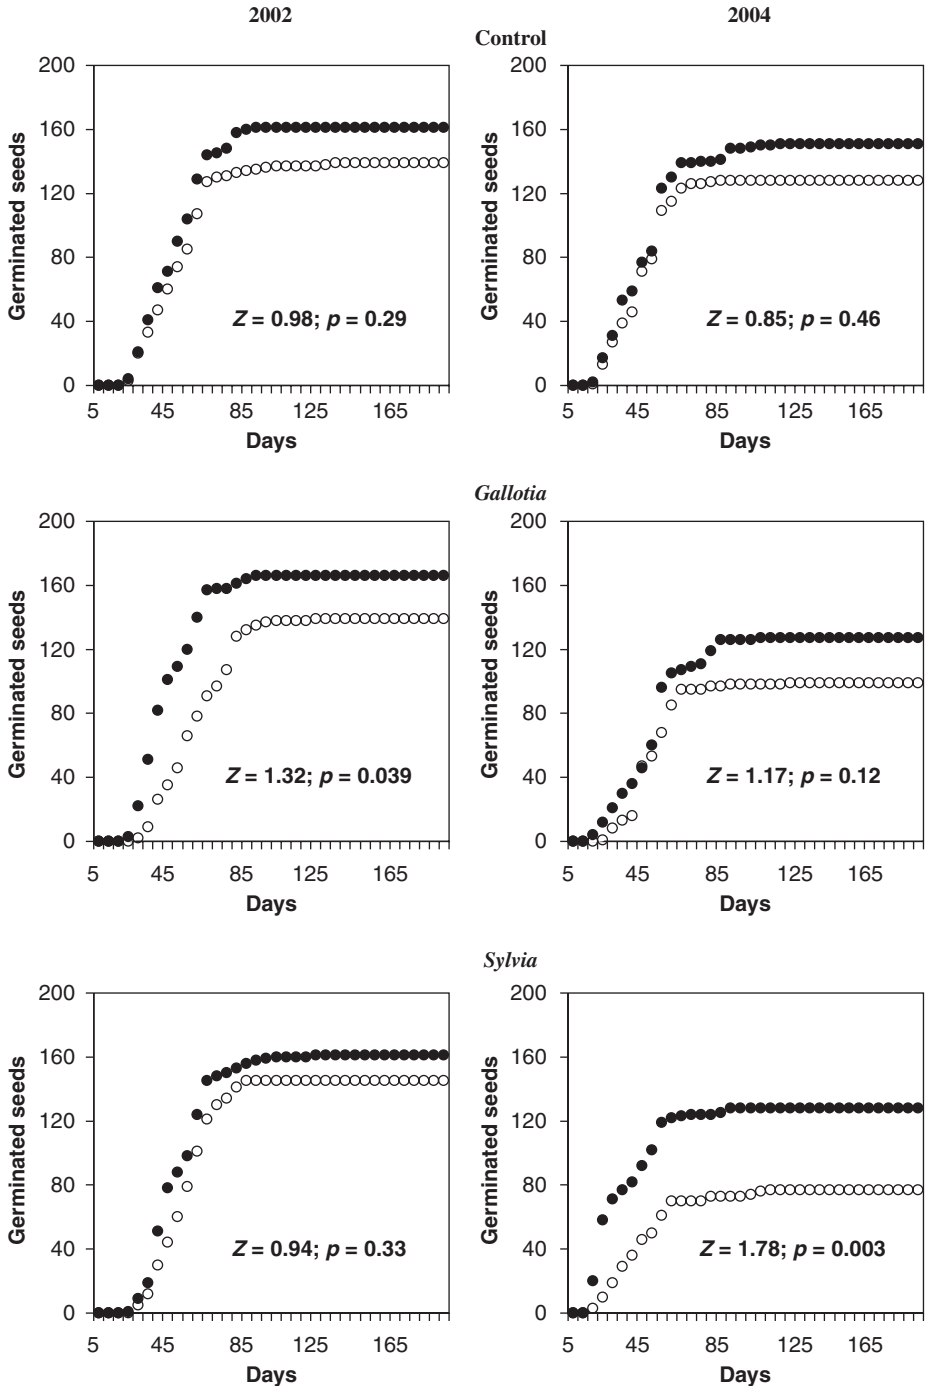 2002 2004
Control
200 200
160 160
120 120
80 80
40 40
0 0
Germinated seeds Germinated seeds
Z = 0.98; p = 0.29 Z = 0.85; p = 0.46
5 45 85 125 165 5 45 85 125 165
Days Days
Gallotia
200 200
160 160
120 120
80 80
40 40
0 0
Germinated seeds Germinated seeds
Z = 1.32; p = 0.039 Z = 1.17; p = 0.12
5 45 85 125 165 5 45 85 125 165
Days Days
Sylvia
200 200
160 160
120 120
80 80
40 40
0 0
Germinated seeds Germinated seeds
Z = 0.94; p = 0.33 Z = 1.78; p = 0.003
5 45 85 125 165 5 45 85 125 165
Days Days